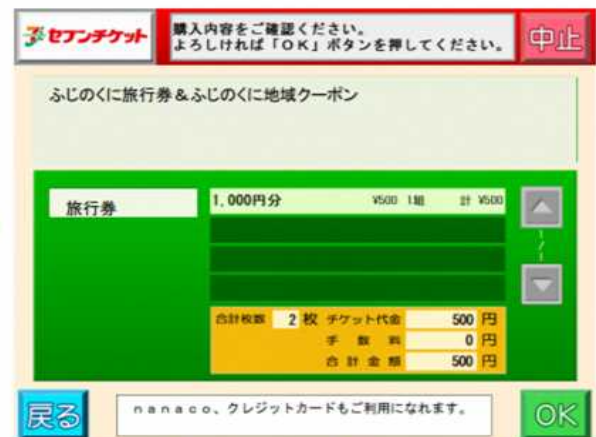 セブンチケット
購入内容をご確認ください。
よろしければ「OK」ボタンを押してください。
中止
ふじのくに旅行券&ふじのくに地域クーポン
旅行券
1,000円分 ¥500 1組 計 ¥500
1/1
合計枚数 2 枚 チケット代金 500 円
手数料 0 円
合計金額 500 円
戻る
nanaco、クレジットカードもご利用になれます。
OK